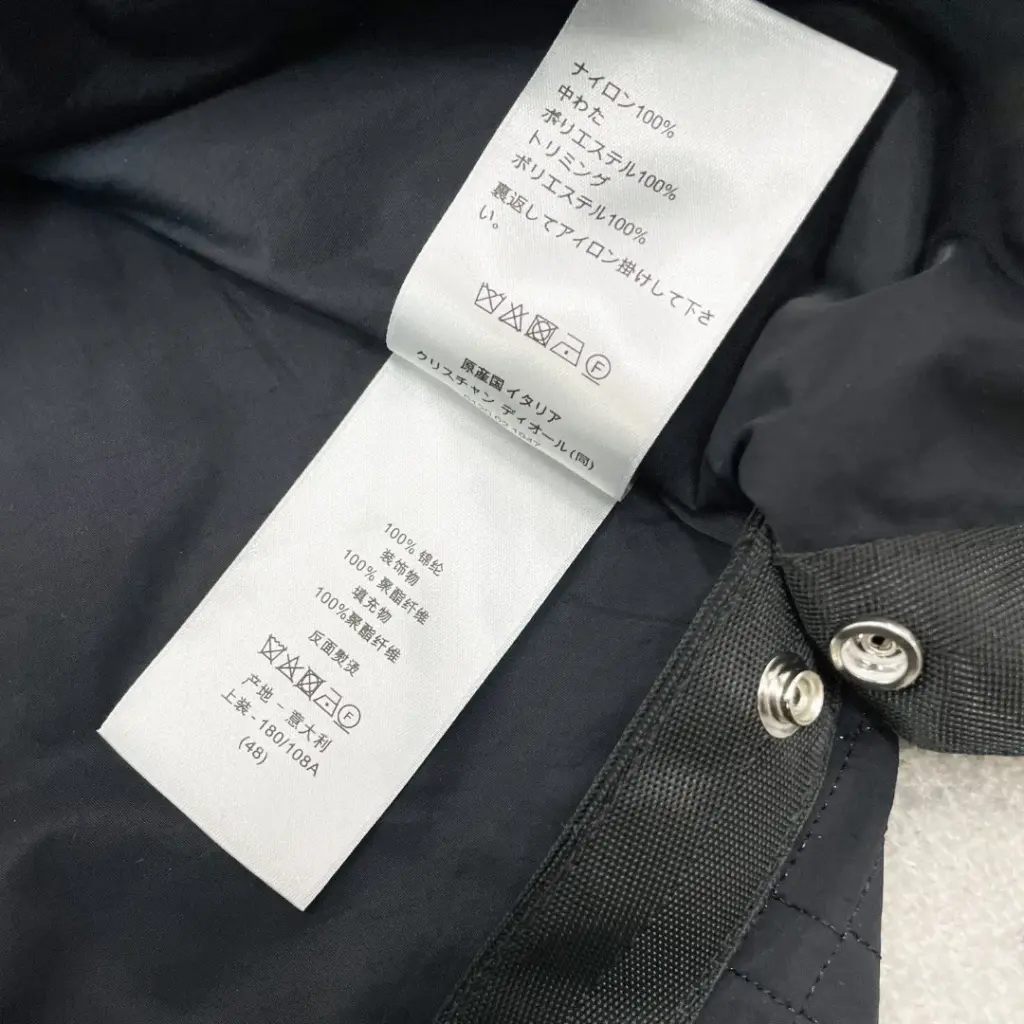 ナイロン100%
中わた
ポリエステル100%
トリミング
ポリエステル100%
裏返してアイロン掛けして下さ
い。
F
原産国イタリア
クリスチャン ディオール(同)
100% 锦纶
装饰物
100% 聚酯纤维
填充物
100%聚酯纤维
反面熨烫
F
产地 - 意大利
上装 - 180/108A
(48)